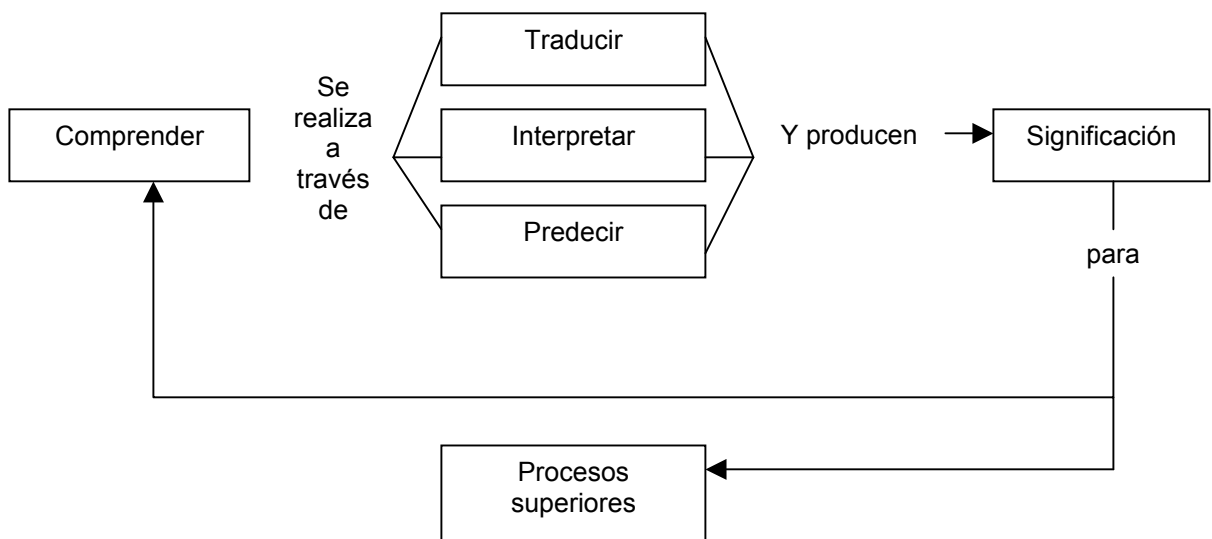 Comprender
Se
realiza
a
través
de
Traducir
Interpretar
Predecir
Y producen
Significación
para
Procesos
superiores